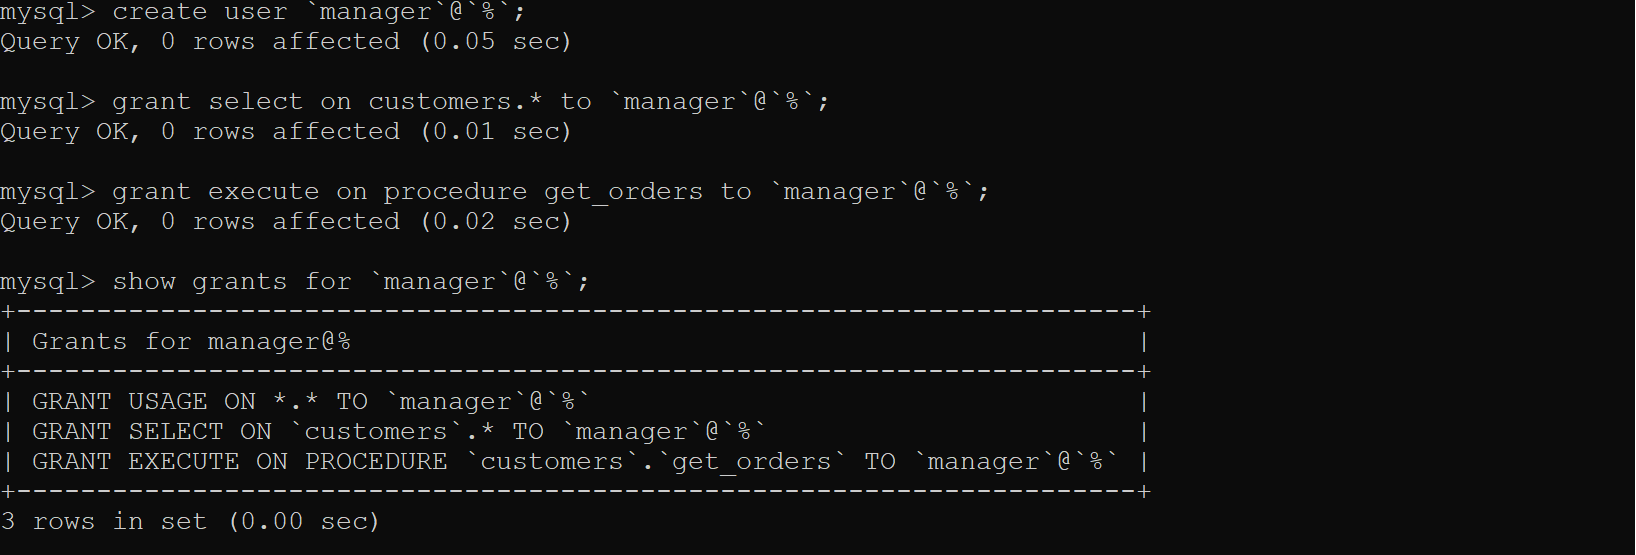 mysql> create user `manager`@`%`;
Query OK, 0 rows affected (0.05 sec)
mysql> grant select on customers.* to `manager`@`%`;
Query OK, 0 rows affected (0.01 sec)
mysql> grant execute on procedure get_orders to `manager`@`%`;
Query OK, 0 rows affected (0.02 sec)
mysql> show grants for `manager`@`%`;
+----------------------------------------------------------------------+
| Grants for manager@%                                                 |
+----------------------------------------------------------------------+
| GRANT USAGE ON *.* TO `manager`@`%`                                  |
| GRANT SELECT ON `customers`.* TO `manager`@`%`                       |
| GRANT EXECUTE ON PROCEDURE `customers`.`get_orders` TO `manager`@`%` |
+----------------------------------------------------------------------+
3 rows in set (0.00 sec)